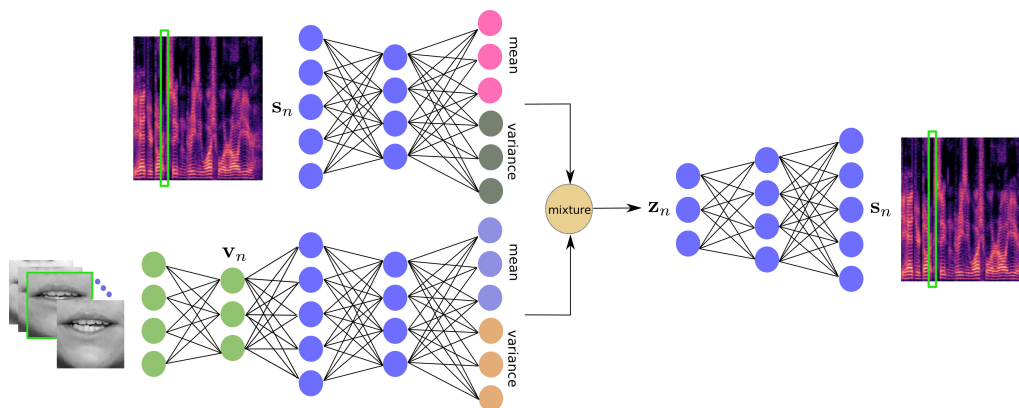 mean
s_n
variance
mixture
z_n
s_n
v_n
mean
variance